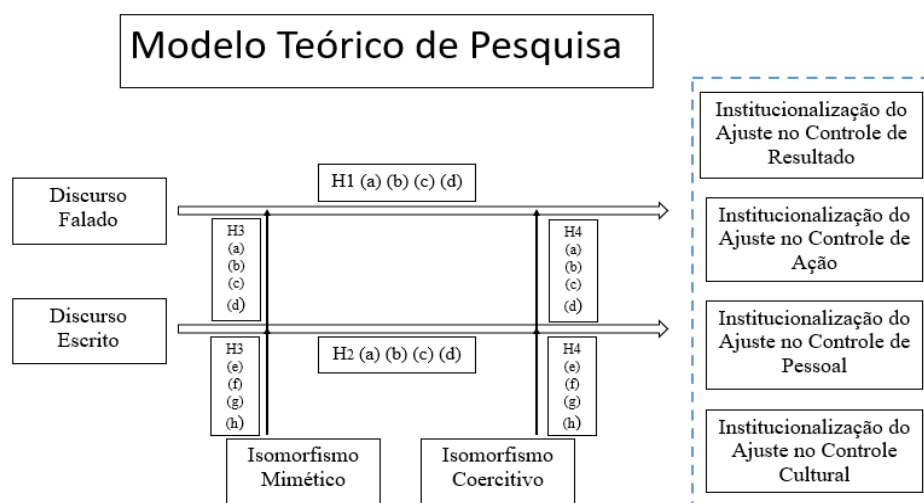 Modelo Teórico de Pesquisa
Institucionalização do
Ajuste no Controle de
Resultado
H1 (a) (b) (c) (d)
Discurso
Falado
H3
(a)
(b)
(c)
(d)
H4
(a)
(b)
(c)
(d)
Institucionalização do
Ajuste no Controle de
Ação
Discurso
Escrito
H2 (a) (b) (c) (d)
H3
(e)
(f)
(g)
(h)
H4
(e)
(f)
(g)
(h)
Institucionalização do
Ajuste no Controle de
Pessoal
Isomorfismo
Mimético
Isomorfismo
Coercitivo
Institucionalização do
Ajuste no Controle
Cultural